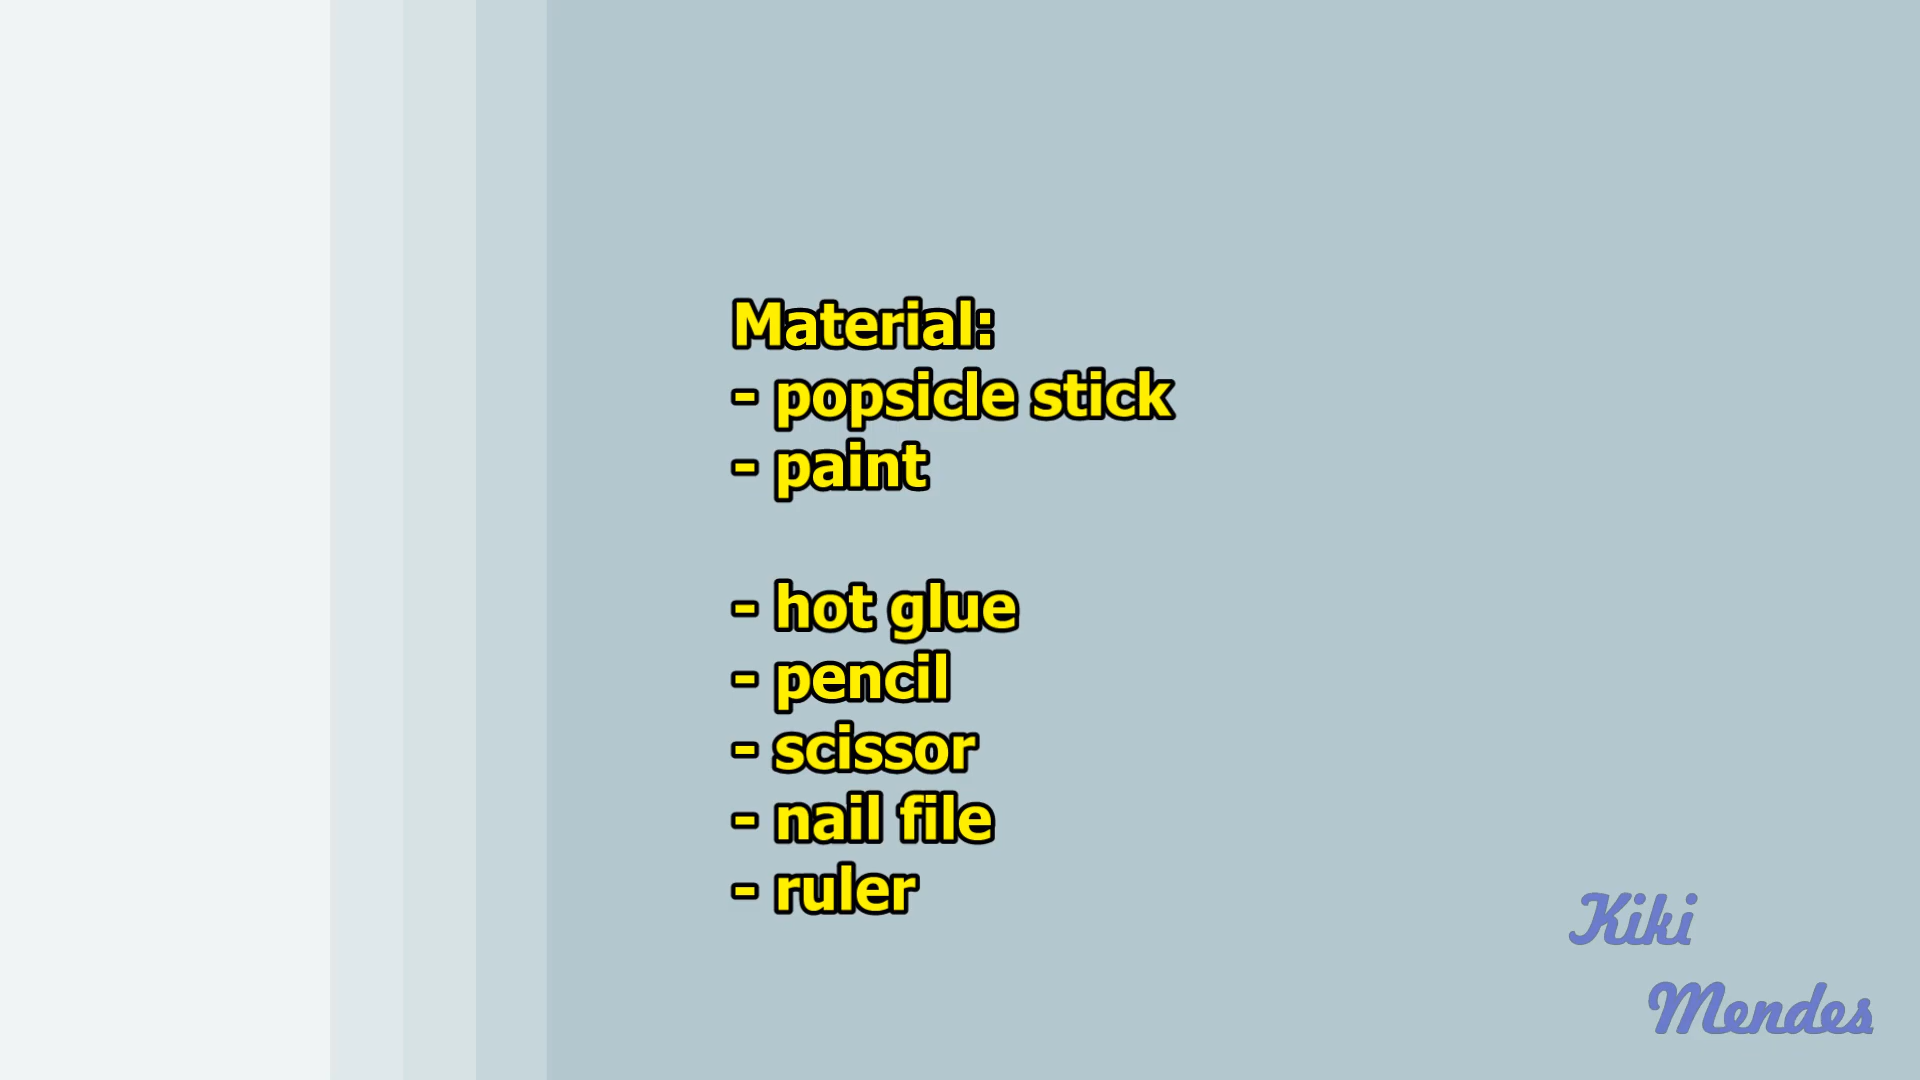 Material:
- popsicle stick
- paint
- hot glue
- pencil
- scissor
- nail file
- ruler
Kiki
Mendes